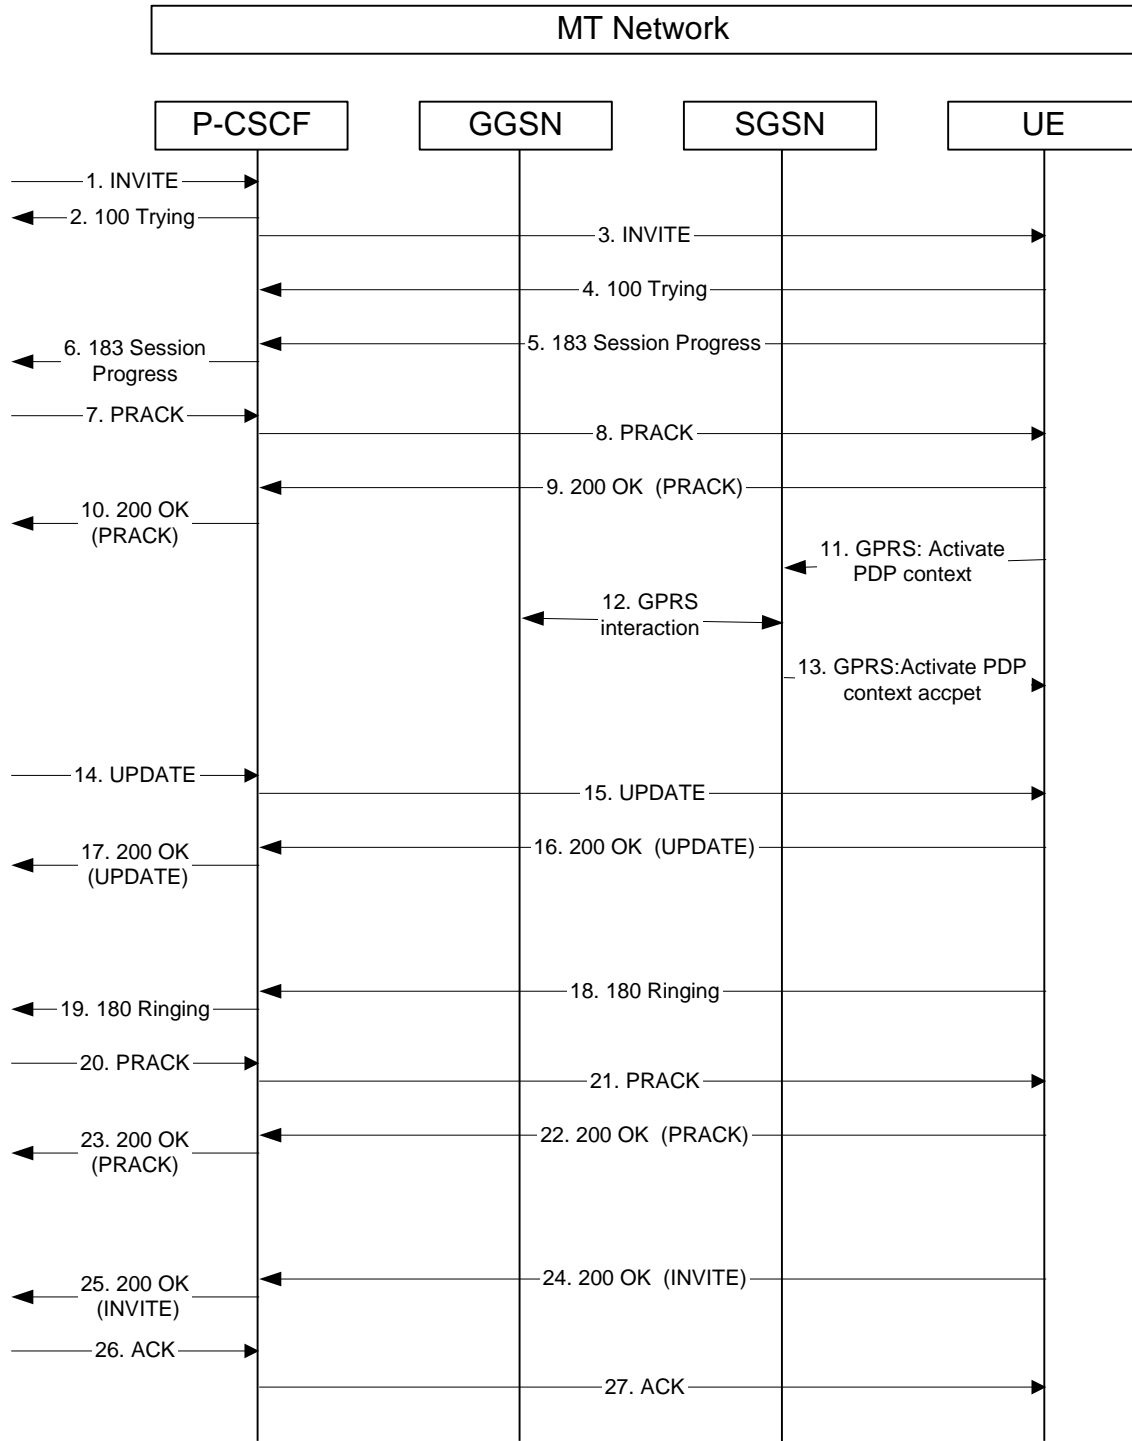 MT Network
P-CSCF
GGSN
SGSN
UE
1. INVITE
2. 100 Trying
3. INVITE
4. 100 Trying
5. 183 Session Progress
6. 183 Session
Progress
7. PRACK
8. PRACK
9. 200 OK (PRACK)
10. 200 OK
(PRACK)
11. GPRS: Activate
PDP context
12. GPRS
interaction
13. GPRS:Activate PDP
context accpet
14. UPDATE
15. UPDATE
16. 200 OK (UPDATE)
17. 200 OK
(UPDATE)
18. 180 Ringing
19. 180 Ringing
20. PRACK
21. PRACK
22. 200 OK (PRACK)
23. 200 OK
(PRACK)
24. 200 OK (INVITE)
25. 200 OK
(INVITE)
26. ACK
27. ACK